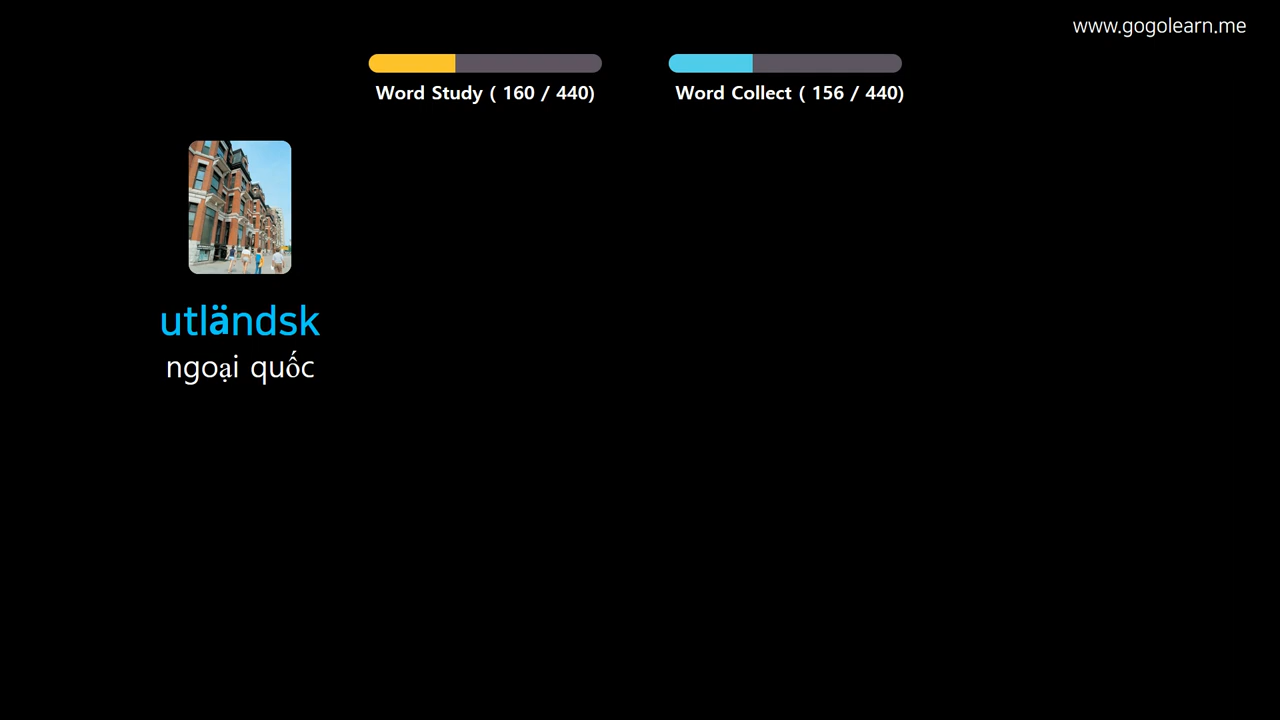 www.gogolearn.me
Word Study ( 160 / 440)
Word Collect ( 156 / 440)
utländsk
ngoại quốc